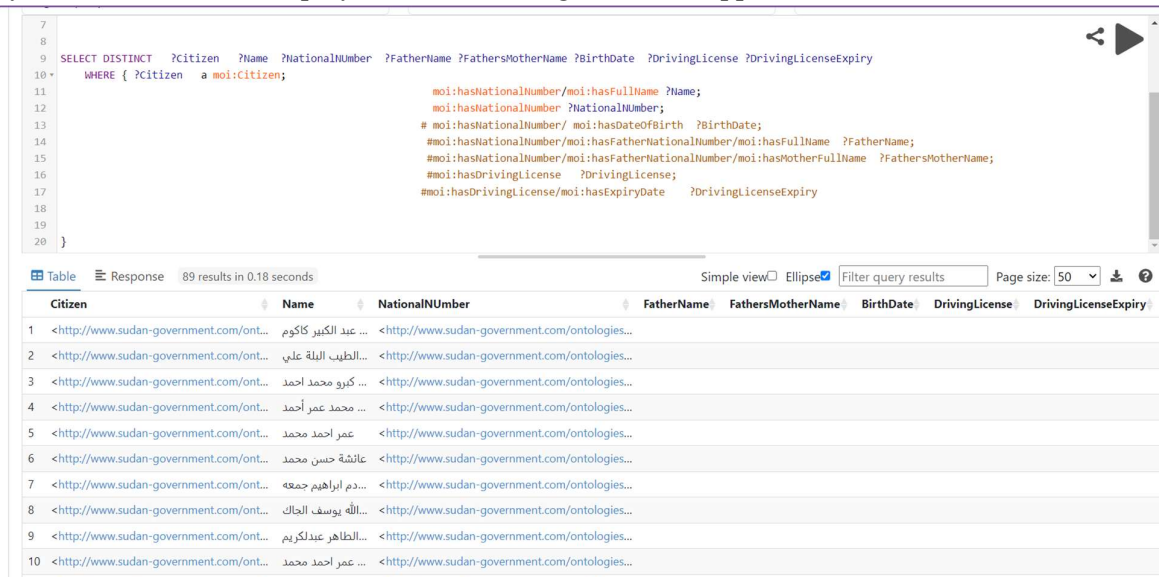 7
8
9 SELECT DISTINCT ?Citizen ?Name ?NationalNUmber ?FatherName ?FathersMotherName ?BirthDate ?DrivingLicense ?DrivingLicenseExpiry
10 WHERE { ?Citizen a moi:Citizen;
11 moi:hasNationalNumber/moi:hasFullName ?Name;
12 moi:hasNationalNumber ?NationalNUmber;
13 # moi:hasNationalNumber/ moi:hasDateOfBirth ?BirthDate;
14 #moi:hasNationalNumber/moi:hasFatherNationalNumber/moi:hasFullName ?FatherName;
15 #moi:hasNationalNumber/moi:hasFatherNationalNumber/moi:hasMotherFullName ?FathersMotherName;
16 #moi:hasDrivingLicense ?DrivingLicense;
17 #moi:hasDrivingLicense/moi:hasExpiryDate ?DrivingLicenseExpiry
18
19
20 }
Table Response 89 results in 0.18 seconds Simple view Ellipse Filter query results Page size: 50
Citizen Name NationalNUmber FatherName FathersMotherName BirthDate DrivingLicense DrivingLicenseExpiry
1 <http://www.sudan-government.com/ont... عبد الكبير كاكوم ... <http://www.sudan-government.com/ontologies...
2 <http://www.sudan-government.com/ont... الطيب البلة علي... <http://www.sudan-government.com/ontologies...
3 <http://www.sudan-government.com/ont... كبرو محمد احمد ... <http://www.sudan-government.com/ontologies...
4 <http://www.sudan-government.com/ont... محمد عمر أحمد ... <http://www.sudan-government.com/ontologies...
5 <http://www.sudan-government.com/ont... عمر احمد محمد <http://www.sudan-government.com/ontologies...
6 <http://www.sudan-government.com/ont... عائشة حسن محمد <http://www.sudan-government.com/ontologies...
7 <http://www.sudan-government.com/ont... دم ابراهيم جمعه... <http://www.sudan-government.com/ontologies...
8 <http://www.sudan-government.com/ont... الله يوسف الجاك... <http://www.sudan-government.com/ontologies...
9 <http://www.sudan-government.com/ont... الطاهر عبدلكريم... <http://www.sudan-government.com/ontologies...
10 <http://www.sudan-government.com/ont... عمر احمد محمد ... <http://www.sudan-government.com/ontologies...